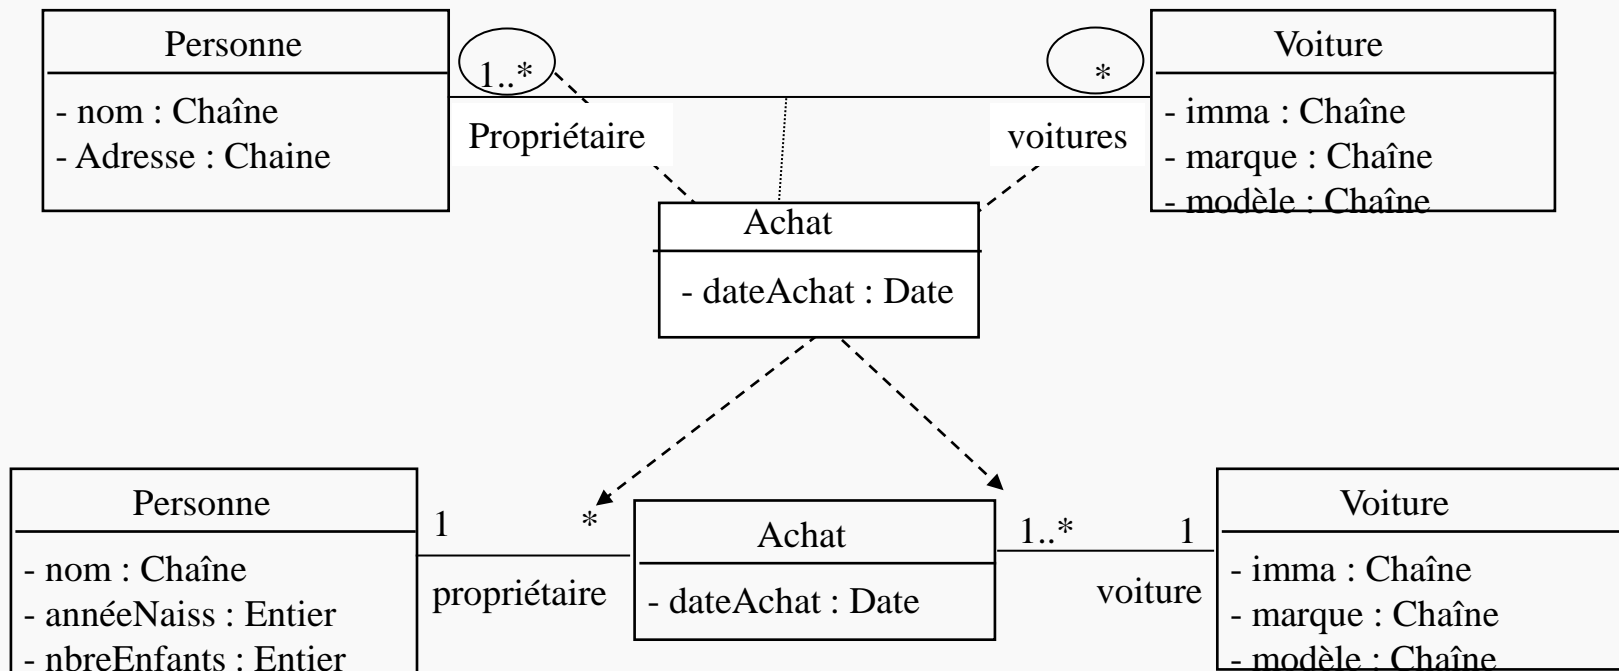 Personne
- nom : Chaîne
- Adresse : Chaine
1..*
Propriétaire
*
voitures
Voiture
- imma : Chaîne
- marque : Chaîne
- modèle : Chaîne
Achat
- dateAchat : Date
Personne
- nom : Chaîne
- annéeNaiss : Entier
- nbreEnfants : Entier
1
*
propriétaire
Achat
- dateAchat : Date
1..*
1
voiture
Voiture
- imma : Chaîne
- marque : Chaîne
- modèle : Chaîne